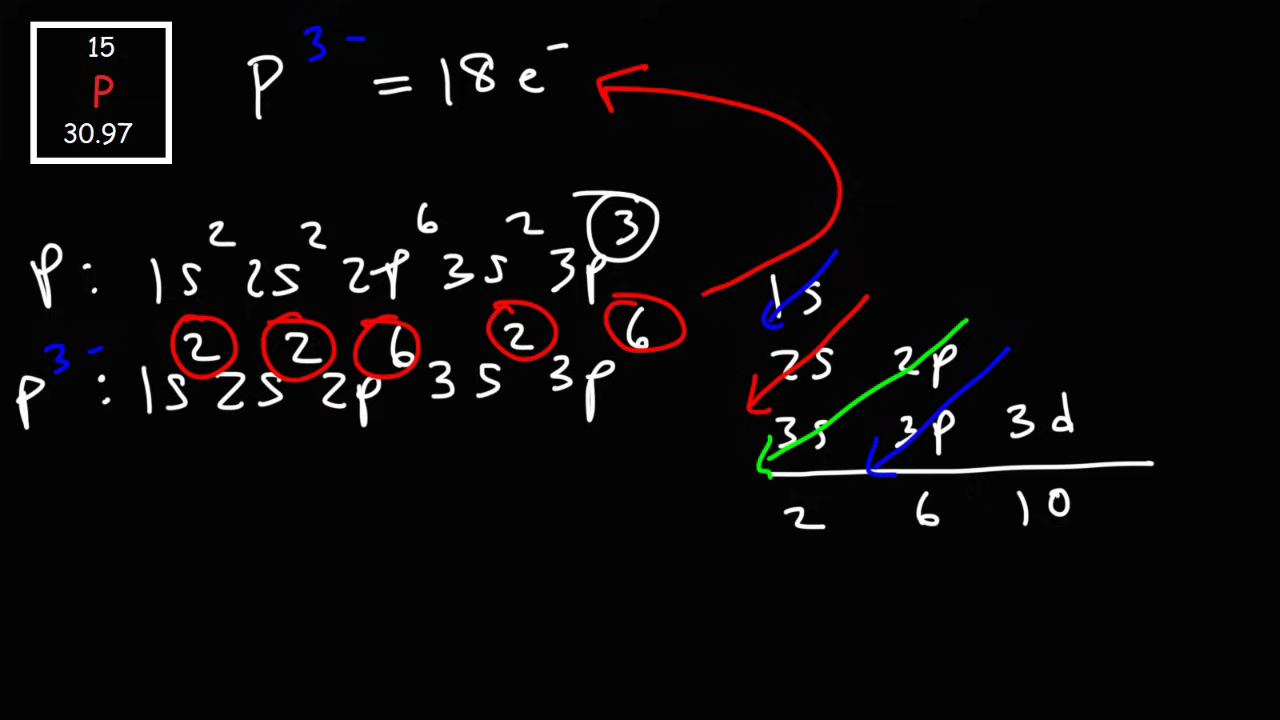 15
P
30.97
P³⁻ = 18e⁻
P: 1s² 2s² 2p⁶ 3s² 3p³
P³⁻: 1s² 2s² 2p⁶ 3s² 3p⁶
1s
2s 2p
3s 3p 3d
2 6 10